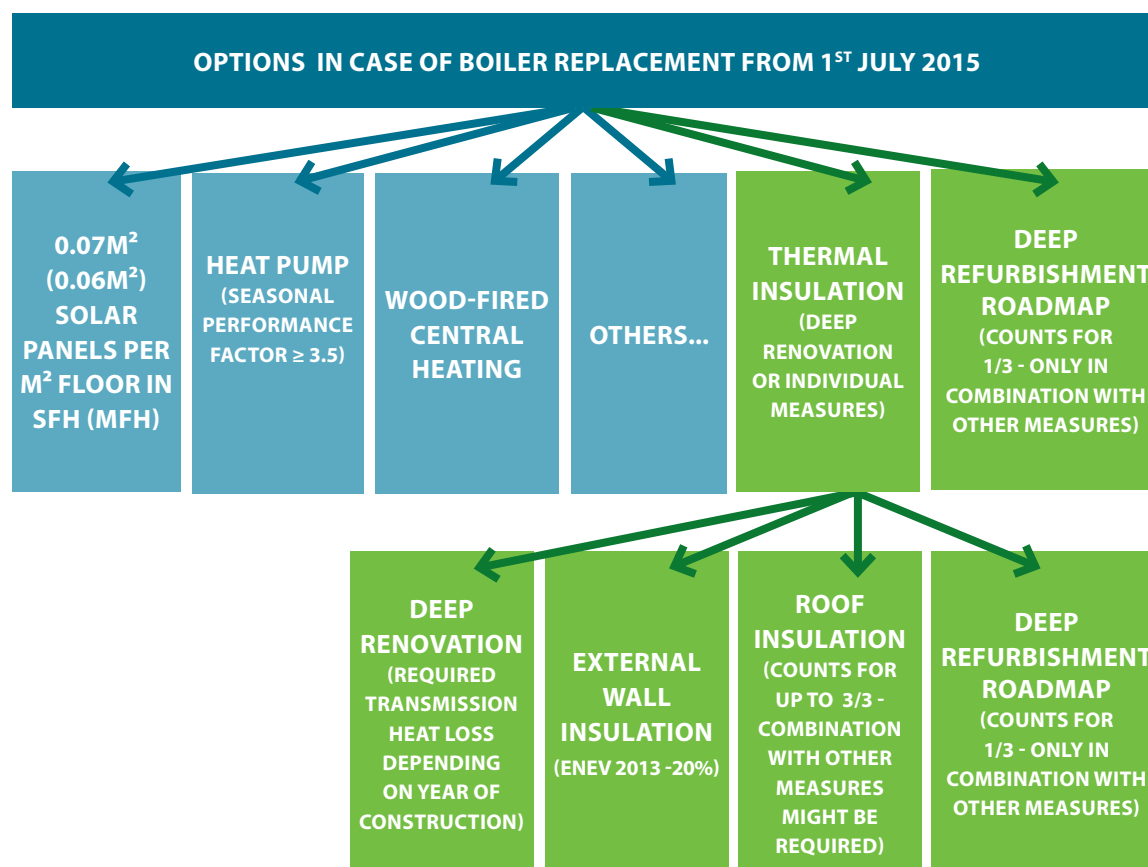 OPTIONS IN CASE OF BOILER REPLACEMENT FROM 1ST JULY 2015
0.07M²
(0.06M²)
SOLAR
PANELS PER
M² FLOOR IN
SFH (MFH)
HEAT PUMP
(SEASONAL
PERFORMANCE
FACTOR ≥ 3.5)
WOOD-FIRED
CENTRAL
HEATING
OTHERS...
THERMAL
INSULATION
(DEEP
RENOVATION
OR INDIVIDUAL
MEASURES)
DEEP
REFURBISHMENT
ROADMAP
(COUNTS FOR
1/3 - ONLY IN
COMBINATION WITH
OTHER MEASURES)
DEEP
RENOVATION
(REQUIRED
TRANSMISSION
HEAT LOSS
DEPENDING
ON YEAR OF
CONSTRUCTION)
EXTERNAL
WALL
INSULATION
(ENEV 2013 -20%)
ROOF
INSULATION
(COUNTS FOR
UP TO 3/3 -
COMBINATION
WITH OTHER
MEASURES
MIGHT BE
REQUIRED)
DEEP
REFURBISHMENT
ROADMAP
(COUNTS FOR
1/3 - ONLY IN
COMBINATION WITH
OTHER MEASURES)